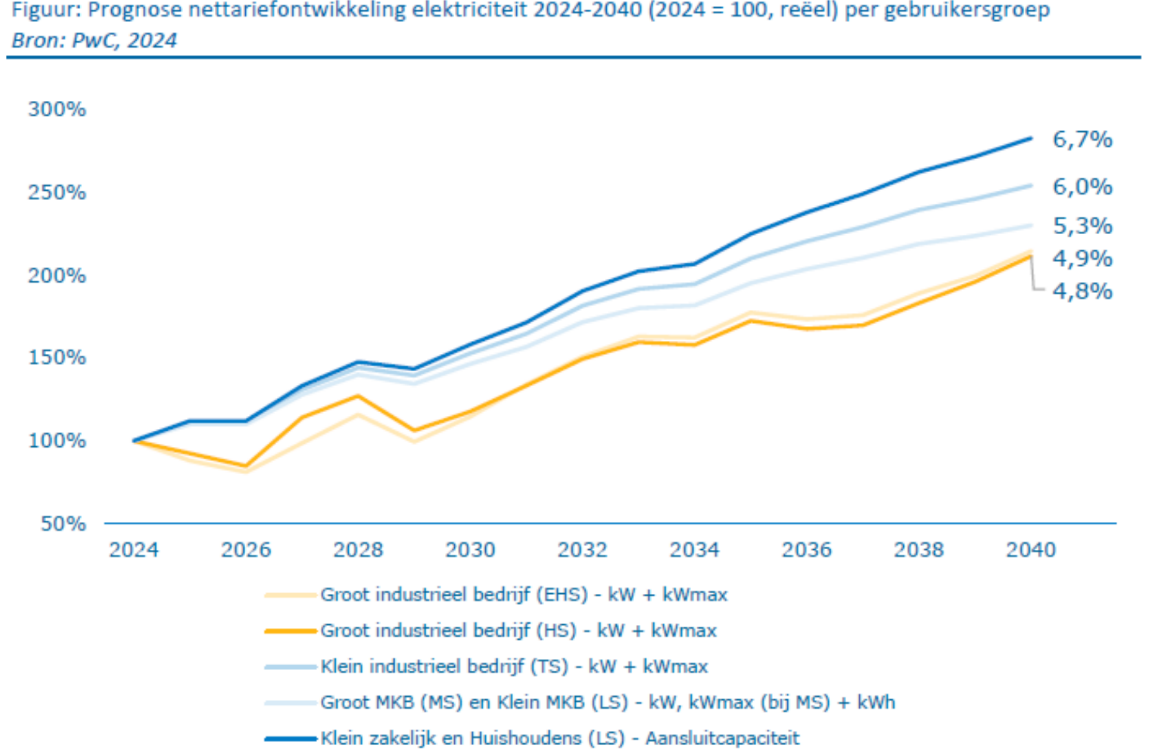 Figuur: Prognose nettariefontwikkeling elektriciteit 2024-2040 (2024 = 100, reëel) per gebruikersgroep
Bron: PwC, 2024
300%
250%
200%
150%
100%
50%
6,7%
6,0%
5,3%
4,9%
4,8%
2024 2026 2028 2030 2032 2034 2036 2038 2040
Groot industrieel bedrijf (EHS) - kW + kWmax
Groot industrieel bedrijf (HS) - kW + kWmax
Klein industrieel bedrijf (TS) - kW + kWmax
Groot MKB (MS) en Klein MKB (LS) - kW, kWmax (bij MS) + kWh
Klein zakelijk en Huishoudens (LS) - Aansluitcapaciteit